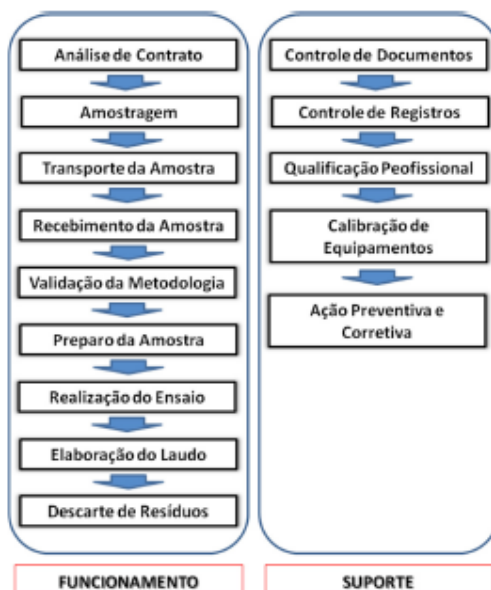 Análise de Contrato
Amostragem
Transporte da Amostra
Recebimento da Amostra
Validação da Metodologia
Preparo da Amostra
Realização do Ensaio
Elaboração do Laudo
Descarte de Resíduos
FUNCIONAMENTO
Controle de Documentos
Controle de Registros
Qualificação Peofissional
Calibração de
Equipamentos
Ação Preventiva e
Corretiva
SUPORTE